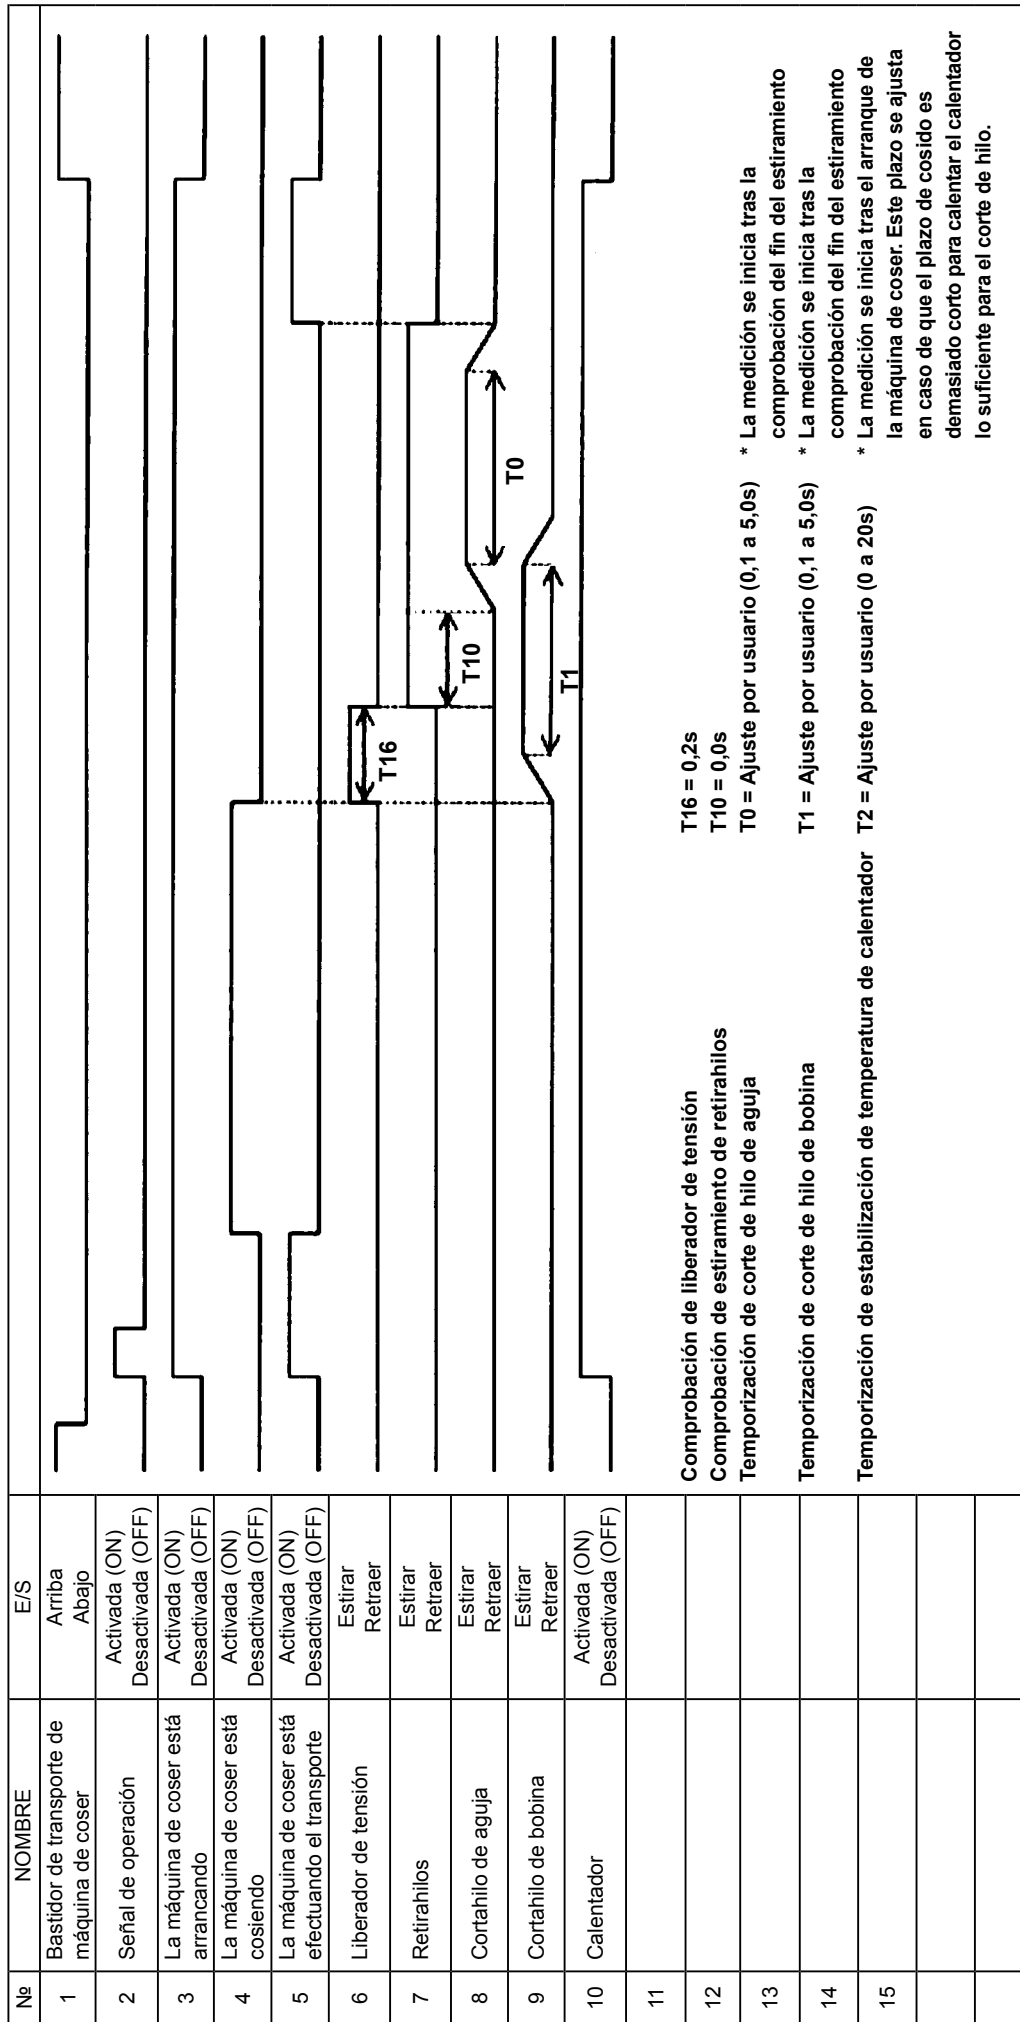 № NOMBRE E/S
1 Bastidor de transporte de máquina de coser Arriba Abajo
2 Señal de operación Activada (ON) Desactivada (OFF)
3 La máquina de coser está arrancando Activada (ON) Desactivada (OFF)
4 La máquina de coser está cosiendo Activada (ON) Desactivada (OFF)
5 La máquina de coser está efectuando el transporte Activada (ON) Desactivada (OFF)
6 Liberador de tensión Estirar Retraer
7 Retirahilos Estirar Retraer
8 Cortahilo de aguja Estirar Retraer
9 Cortahilo de bobina Estirar Retraer
10 Calentador Activada (ON) Desactivada (OFF)
11
12
13
14
15
T16
T10
T0
T1
Comprobación de liberador de tensión T16 = 0,2s
Comprobación de estiramiento de retirahilos T10 = 0,0s
Temporización de corte de hilo de aguja T0 = Ajuste por usuario (0,1 a 5,0s) * La medición se inicia tras la
comprobación del fin del estiramiento
Temporización de corte de hilo de bobina T1 = Ajuste por usuario (0,1 a 5,0s) * La medición se inicia tras la
comprobación del fin del estiramiento
Temporización de estabilización de temperatura de calentador T2 = Ajuste por usuario (0 a 20s) * La medición se inicia tras el arranque de
la máquina de coser. Este plazo se ajusta
en caso de que el plazo de cosido es
demasiado corto para calentar el calentador
lo suficiente para el corte de hilo.